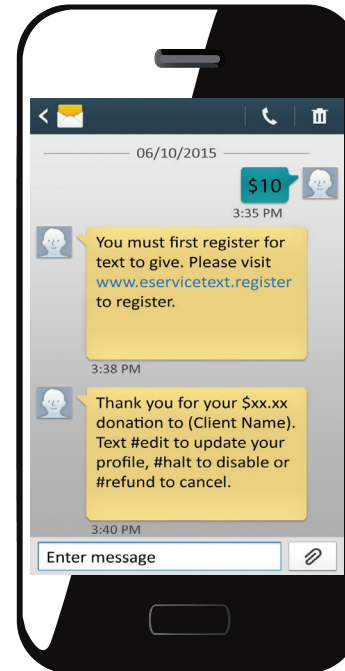 06/10/2015
$10
3:35 PM
You must first register for
text to give. Please visit
www.eservicetext.register
to register.
3:38 PM
Thank you for your $xx.xx
donation to (Client Name).
Text #edit to update your
profile, #halt to disable or
#refund to cancel.
3:40 PM
Enter message